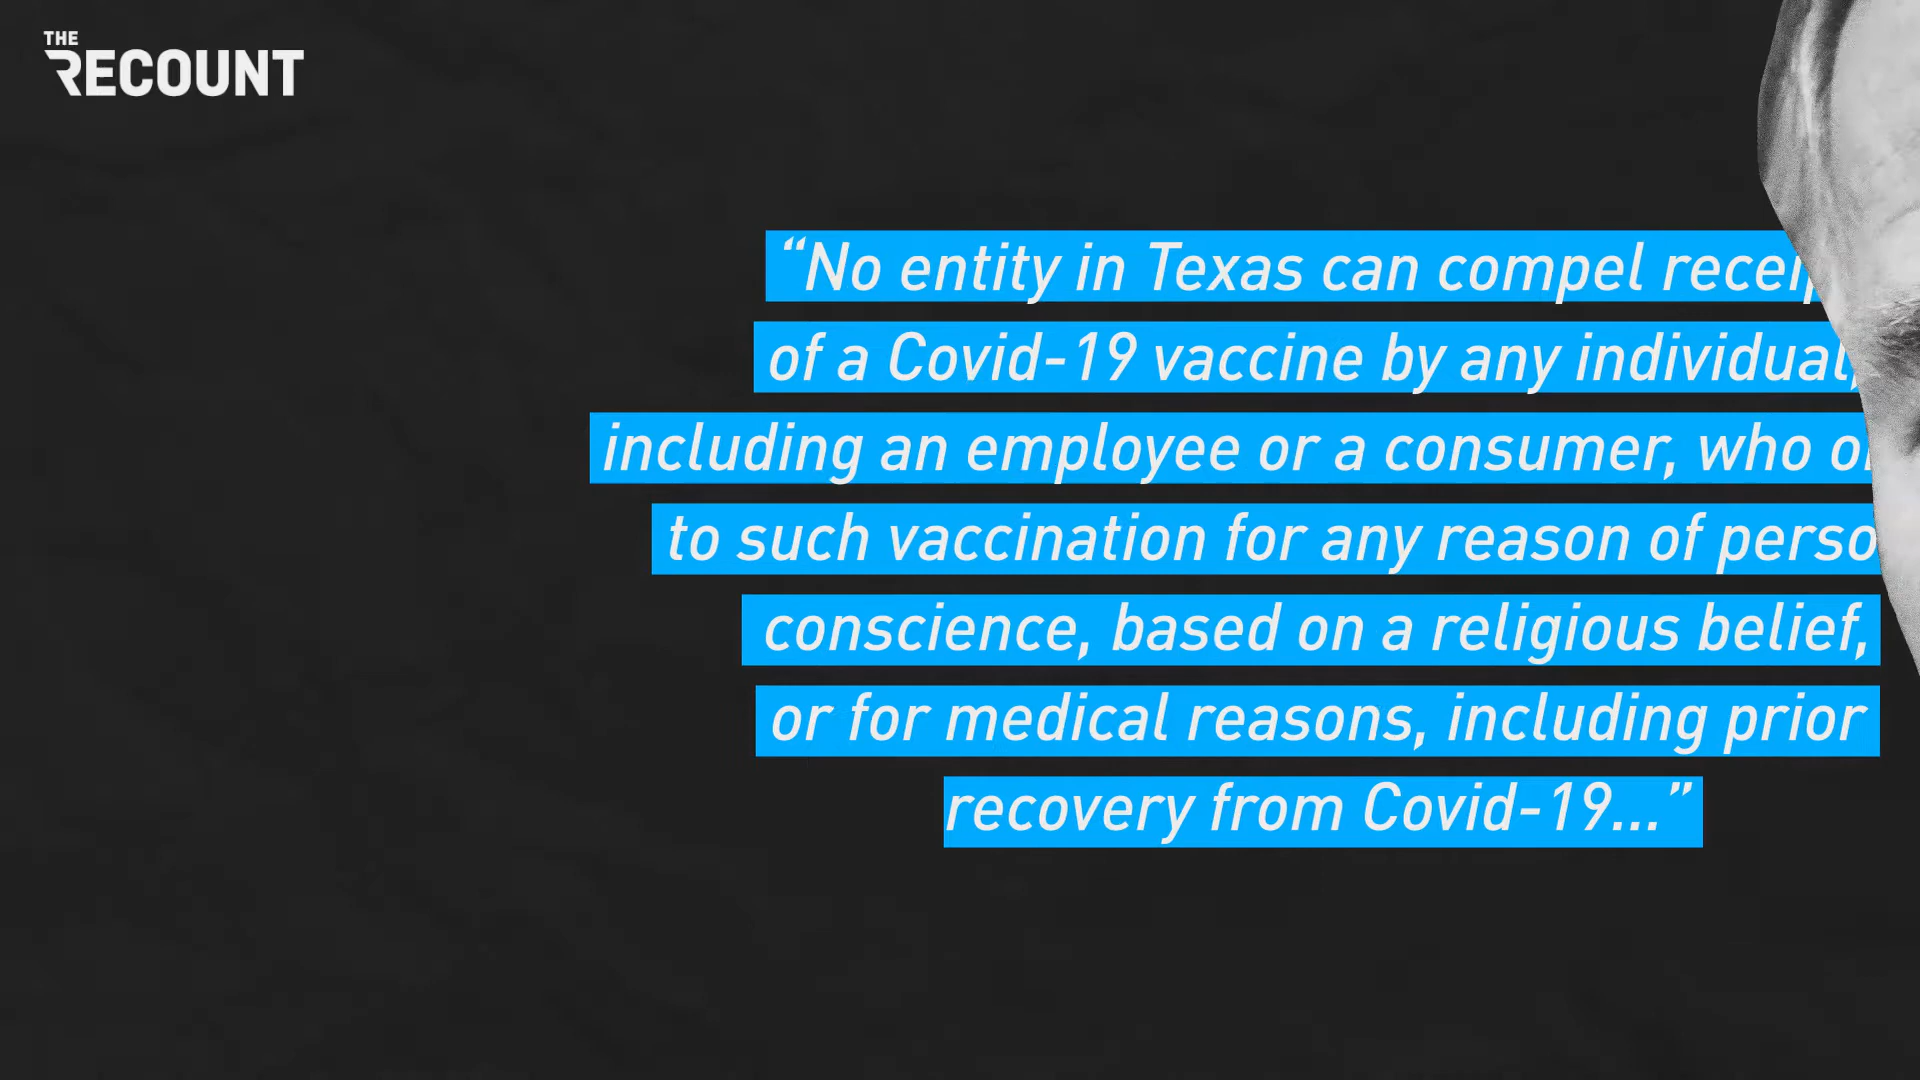 THE
RECOUNT
“No entity in Texas can compel
of a Covid-19 vaccine by any individual,
including an employee or a consumer, who
to such vaccination for any reason of
conscience, based on a religious belief,
or for medical reasons, including prior
recovery from Covid-19...”